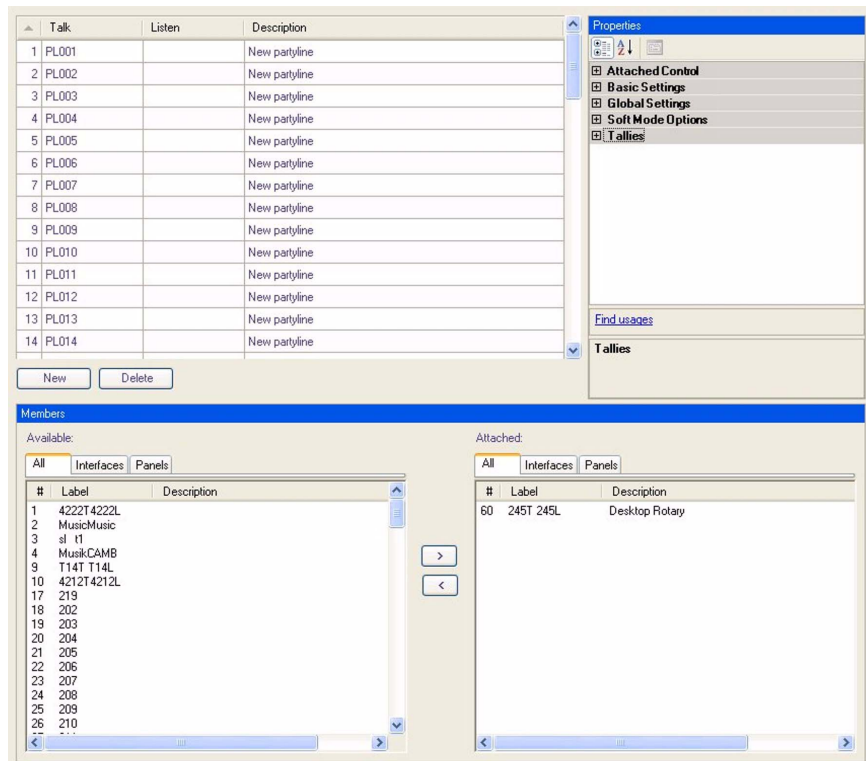 Talk Listen Description
1 PL001 New partyline
2 PL002 New partyline
3 PL003 New partyline
4 PL004 New partyline
5 PL005 New partyline
6 PL006 New partyline
7 PL007 New partyline
8 PL008 New partyline
9 PL009 New partyline
10 PL010 New partyline
11 PL011 New partyline
12 PL012 New partyline
13 PL013 New partyline
14 PL014 New partyline
New Delete
Properties
Attached Control
Basic Settings
Global Settings
Soft Mode Options
Tallies
Find usages
Tallies
Members
Available:
All Interfaces Panels
# Label Description
1 4222T4222L
2 MusicMusic
3 sl t1
4 MusikCAMB
9 T14T T14L
10 4212T4212L
17 219
18 202
19 203
20 204
21 205
22 206
23 207
24 208
25 209
26 210
>
<
Attached:
All Interfaces Panels
# Label Description
60 245T 245L Desktop Rotary